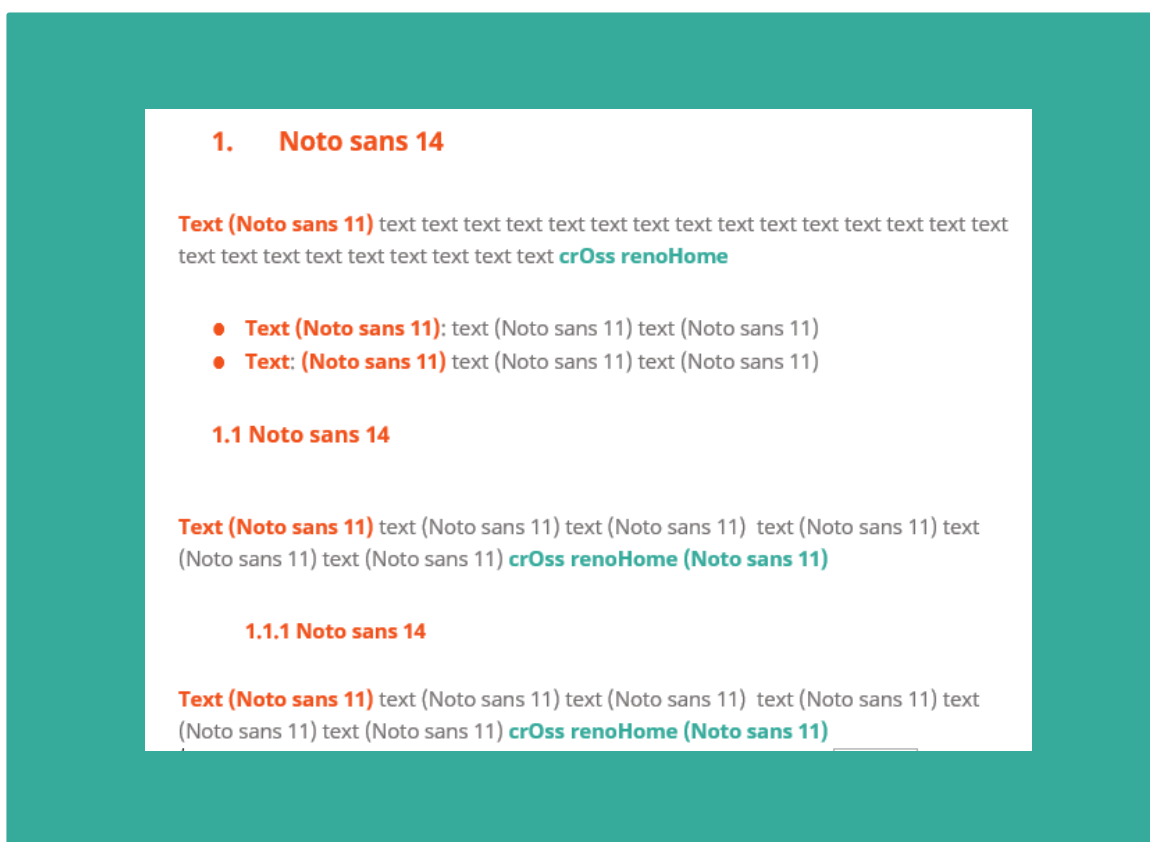 1. Noto sans 14
Text (Noto sans 11) text text text text text text text text text text text text text text text
text text text text text text text text text crOss renoHome
● Text (Noto sans 11): text (Noto sans 11) text (Noto sans 11)
● Text: (Noto sans 11) text (Noto sans 11) text (Noto sans 11)
1.1 Noto sans 14
Text (Noto sans 11) text (Noto sans 11) text (Noto sans 11)  text (Noto sans 11) text
(Noto sans 11) text (Noto sans 11) crOss renoHome (Noto sans 11)
1.1.1 Noto sans 14
Text (Noto sans 11) text (Noto sans 11) text (Noto sans 11)  text (Noto sans 11) text
(Noto sans 11) text (Noto sans 11) crOss renoHome (Noto sans 11)